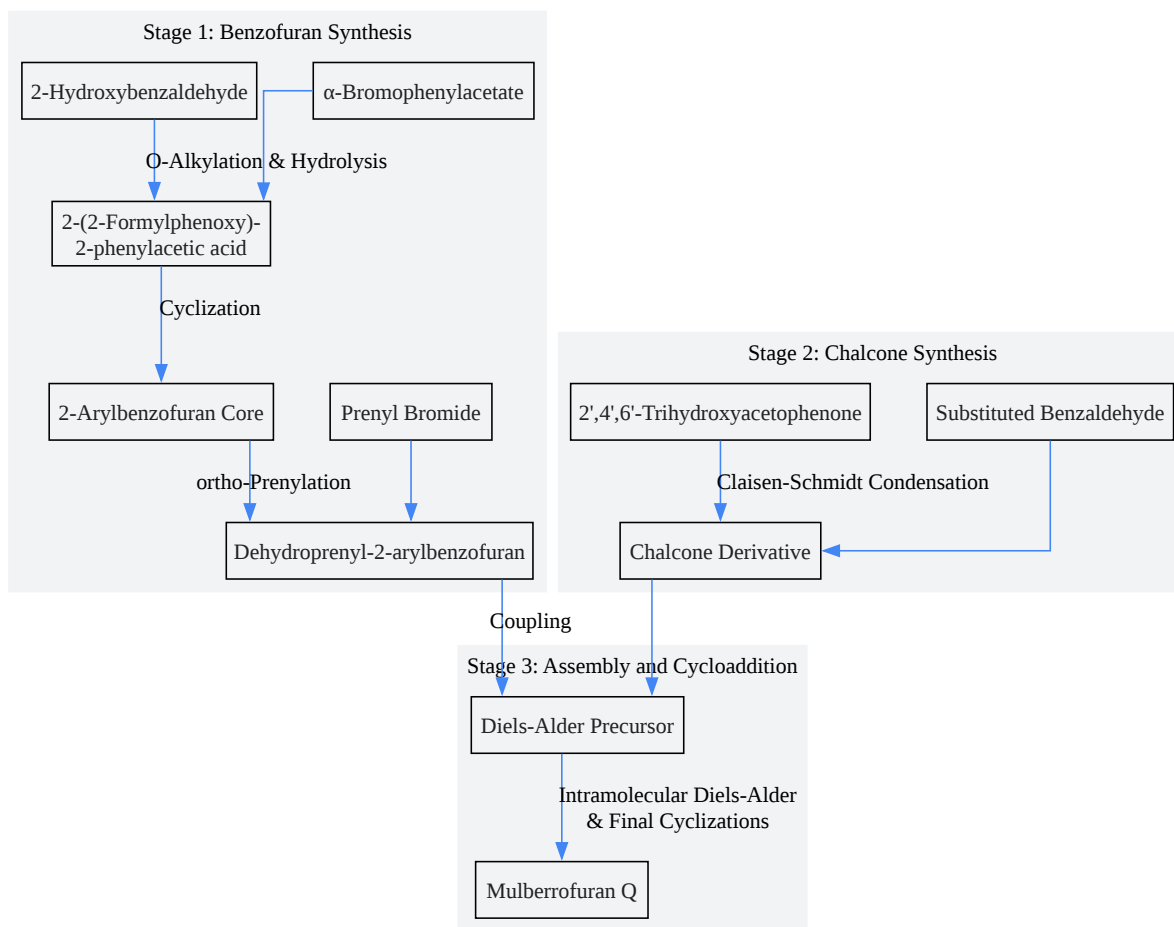 Stage 1: Benzofuran Synthesis
2-Hydroxybenzaldehyde
α-Bromophenylacetate
O-Alkylation & Hydrolysis
2-(2-Formylphenoxy)-
2-phenylacetic acid
Cyclization
2-Arylbenzofuran Core
Prenyl Bromide
ortho-Prenylation
Dehydroprenyl-2-arylbenzofuran
Stage 2: Chalcone Synthesis
2',4',6'-Trihydroxyacetophenone
Substituted Benzaldehyde
Claisen-Schmidt Condensation
Chalcone Derivative
Coupling
Stage 3: Assembly and Cycloaddition
Diels-Alder Precursor
Intramolecular Diels-Alder
& Final Cyclizations
Mulberrofuran Q